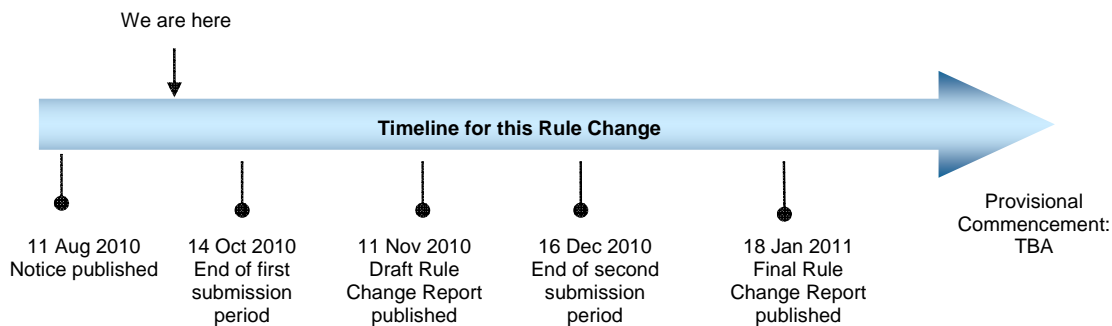 We are here
Timeline for this Rule Change
11 Aug 2010
Notice published
14 Oct 2010
End of first
submission
period
11 Nov 2010
Draft Rule
Change Report
published
16 Dec 2010
End of second
submission
period
18 Jan 2011
Final Rule
Change Report
published
Provisional
Commencement:
TBA